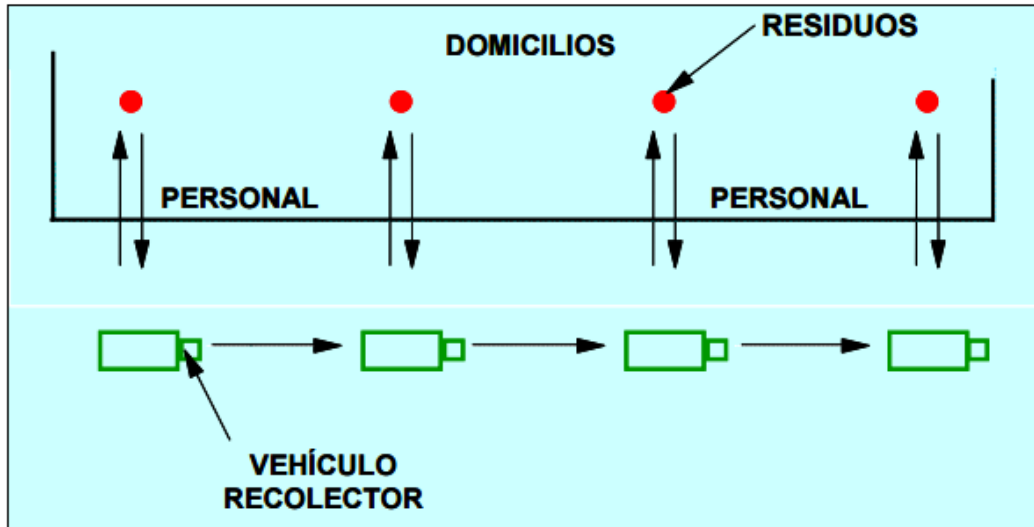 RESIDUOS
DOMICILIOS
PERSONAL
PERSONAL
VEHÍCULO
RECOLECTOR